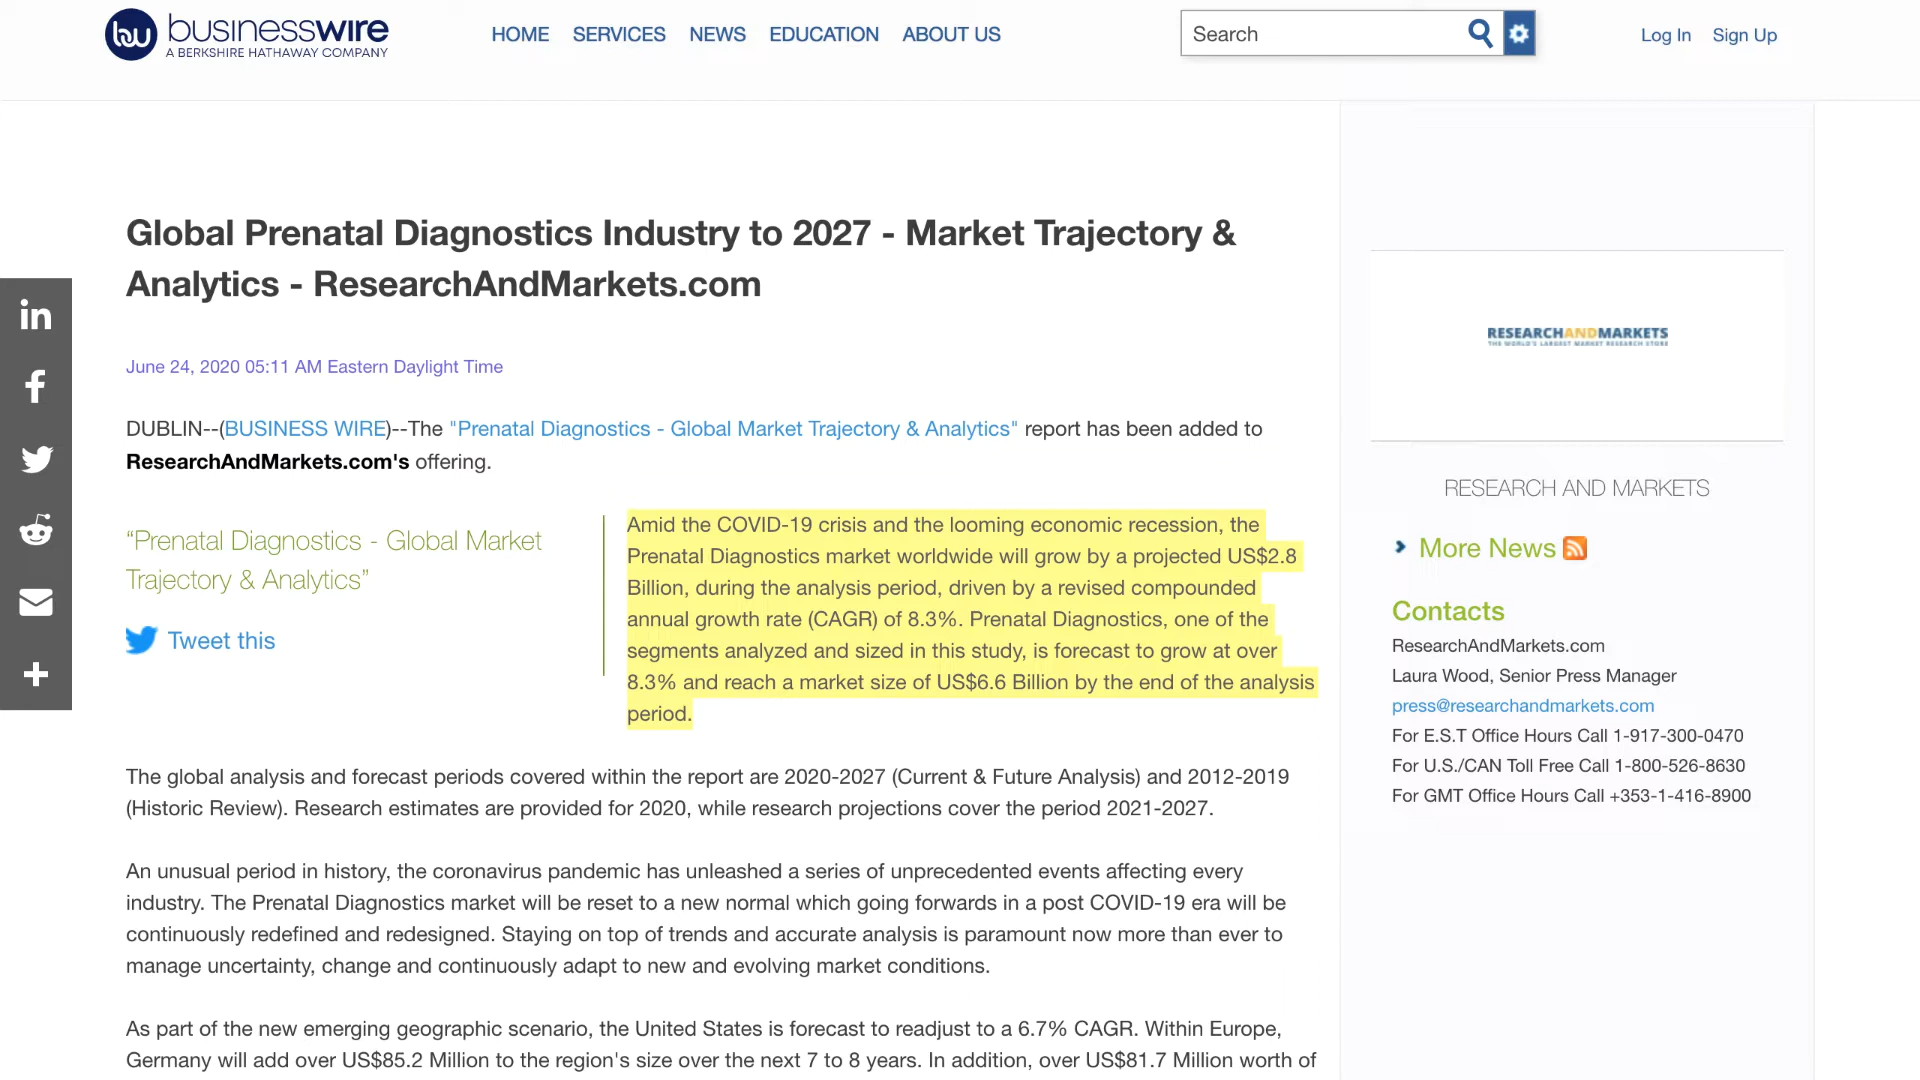 businesswire
A BERKSHIRE HATHAWAY COMPANY
HOME SERVICES NEWS EDUCATION ABOUT US
Search
Log In Sign Up
Global Prenatal Diagnostics Industry to 2027 - Market Trajectory &
Analytics - ResearchAndMarkets.com
June 24, 2020 05:11 AM Eastern Daylight Time
DUBLIN--(BUSINESS WIRE)--The "Prenatal Diagnostics - Global Market Trajectory & Analytics" report has been added to
ResearchAndMarkets.com's offering.
“Prenatal Diagnostics - Global Market
Trajectory & Analytics”
Tweet this
Amid the COVID-19 crisis and the looming economic recession, the
Prenatal Diagnostics market worldwide will grow by a projected US$2.8
Billion, during the analysis period, driven by a revised compounded
annual growth rate (CAGR) of 8.3%. Prenatal Diagnostics, one of the
segments analyzed and sized in this study, is forecast to grow at over
8.3% and reach a market size of US$6.6 Billion by the end of the analysis
period.
The global analysis and forecast periods covered within the report are 2020-2027 (Current & Future Analysis) and 2012-2019
(Historic Review). Research estimates are provided for 2020, while research projections cover the period 2021-2027.
An unusual period in history, the coronavirus pandemic has unleashed a series of unprecedented events affecting every
industry. The Prenatal Diagnostics market will be reset to a new normal which going forwards in a post COVID-19 era will be
continuously redefined and redesigned. Staying on top of trends and accurate analysis is paramount now more than ever to
manage uncertainty, change and continuously adapt to new and evolving market conditions.
As part of the new emerging geographic scenario, the United States is forecast to readjust to a 6.7% CAGR. Within Europe,
Germany will add over US$85.2 Million to the region's size over the next 7 to 8 years. In addition, over US$81.7 Million worth of
RESEARCHANDMARKETS
THE WORLD'S LARGEST MARKET RESEARCH STORE
RESEARCH AND MARKETS
More News
Contacts
ResearchAndMarkets.com
Laura Wood, Senior Press Manager
press@researchandmarkets.com
For E.S.T Office Hours Call 1-917-300-0470
For U.S./CAN Toll Free Call 1-800-526-8630
For GMT Office Hours Call +353-1-416-8900